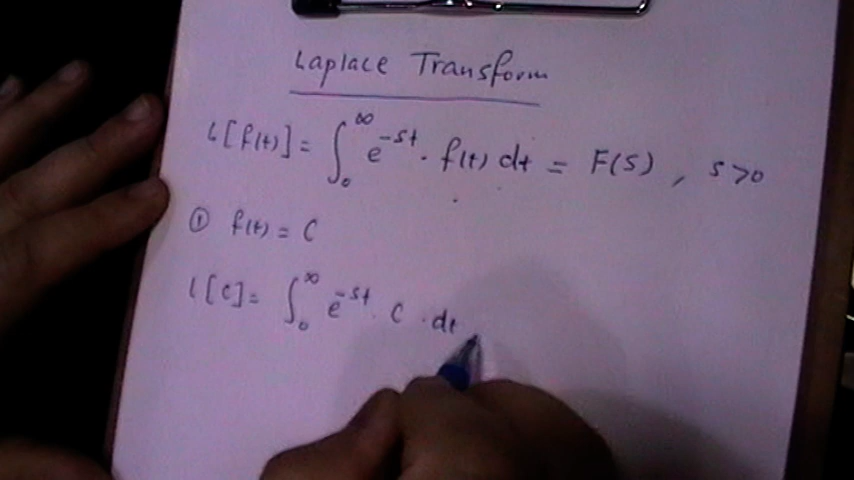 Laplace Transform
L[f(t)] = ∫₀^∞ e^{-st} . f(t) dt = F(s) , s>0
① f(t) = C
L[c] = ∫₀^∞ e^{-st} . C . dt